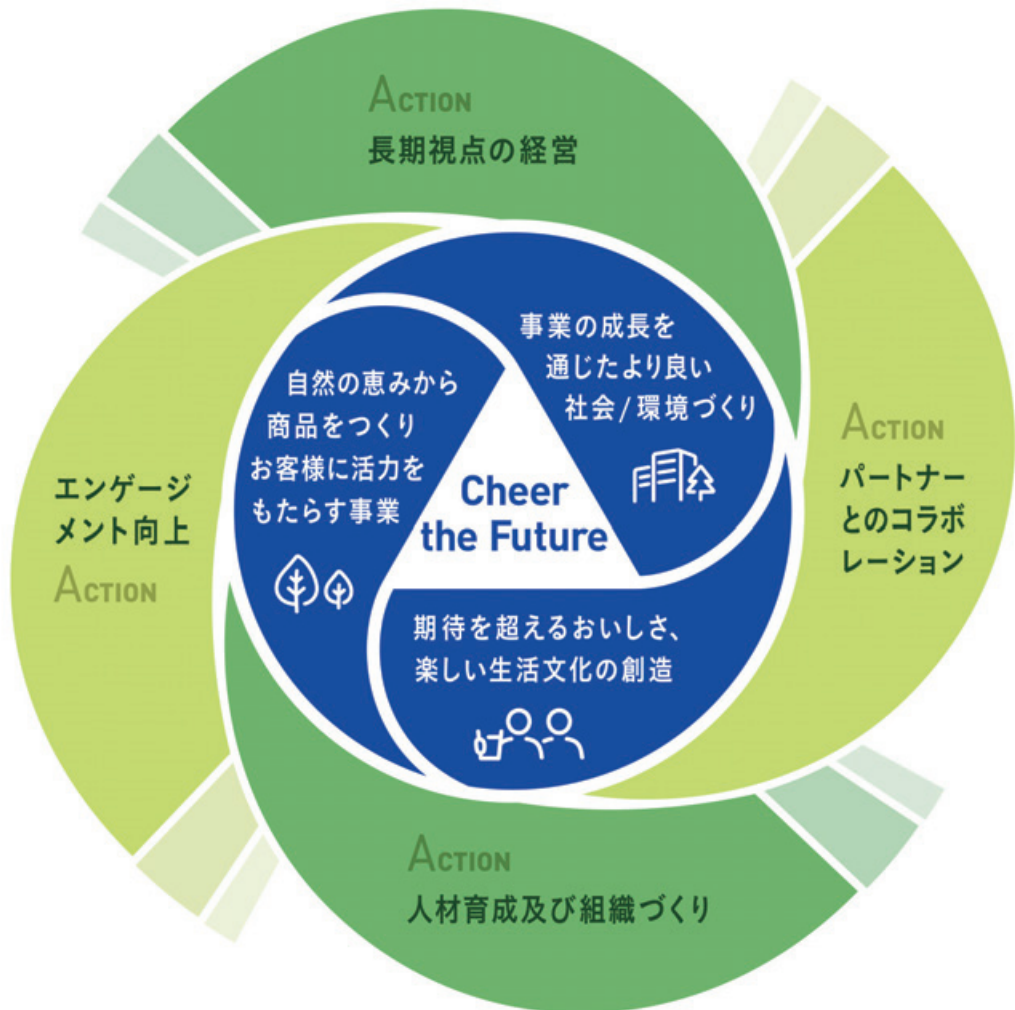 ACTION
長期視点の経営
事業の成長を
通じたより良い
社会/環境づくり
自然の恵みから
商品をつくり
お客様に活力を
もたらす事業
Cheer
the Future
ACTION
パートナー
とのコラボ
レーション
エンゲージ
メント向上
ACTION
期待を超えるおいしさ、
楽しい生活文化の創造
ACTION
人材育成及び組織づくり